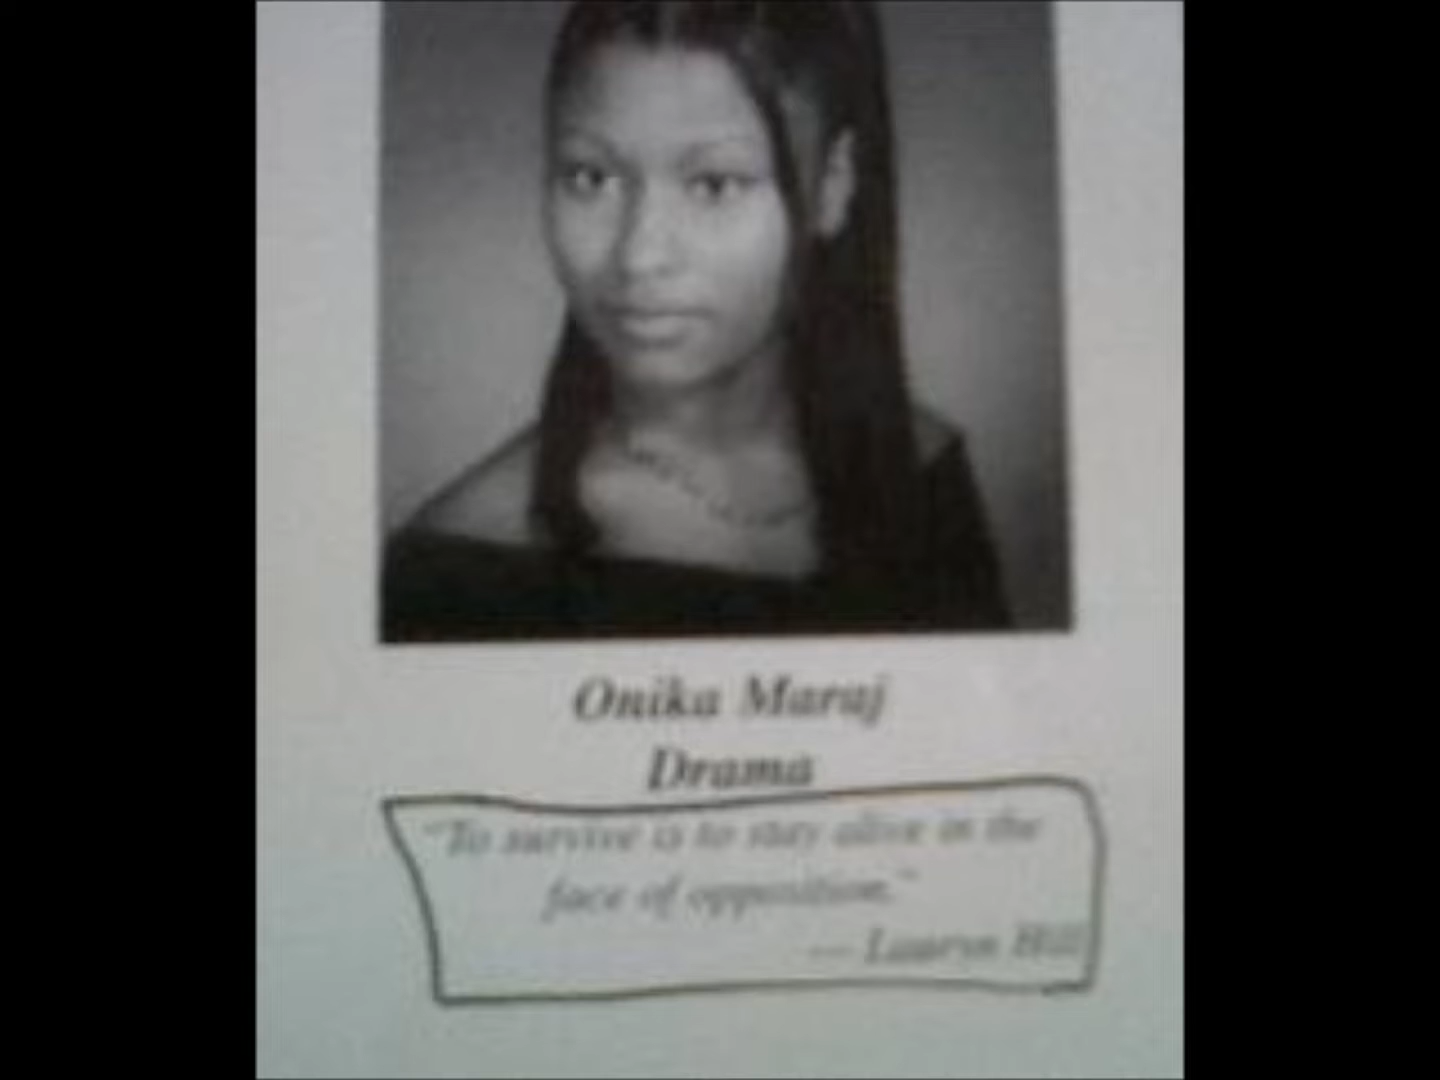 Onika Maraj
Drama
"To survive is to stay alive in the
face of opposition."
— Lauryn Hill